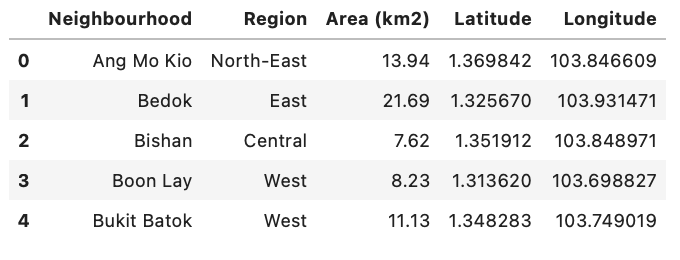 Neighbourhood Region Area (km2) Latitude Longitude
0 Ang Mo Kio North-East 13.94 1.369842 103.846609
1 Bedok East 21.69 1.325670 103.931471
2 Bishan Central 7.62 1.351912 103.848971
3 Boon Lay West 8.23 1.313620 103.698827
4 Bukit Batok West 11.13 1.348283 103.749019